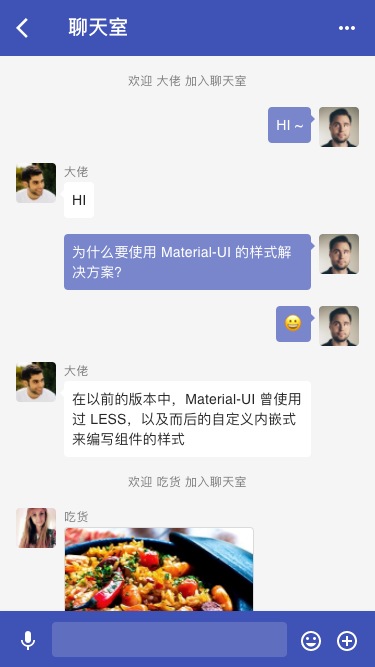 聊天室
欢迎 大佬 加入聊天室
HI ~
大佬
HI
为什么要使用 Material-UI 的样式解
决方案?
大佬
在以前的版本中，Material-UI 曾使用
过 LESS，以及而后的自定义内嵌式
来编写组件的样式
欢迎 吃货 加入聊天室
吃货